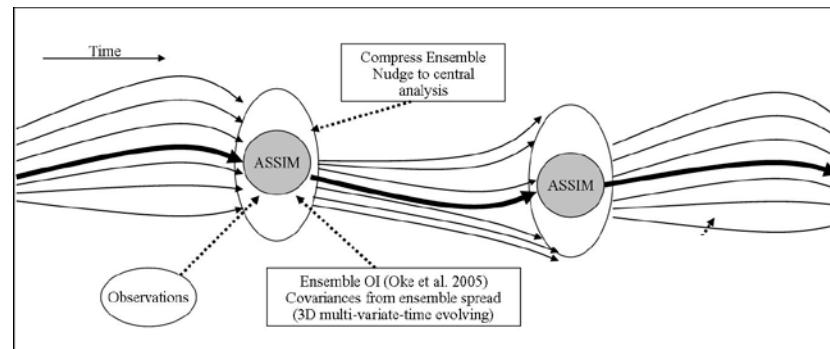 Time
Compress Ensemble
Nudge to central
analysis
ASSIM
ASSIM
Observations
Ensemble OI (Oke et al. 2005)
Covariances from ensemble spread
(3D multi-variate-time evolving)